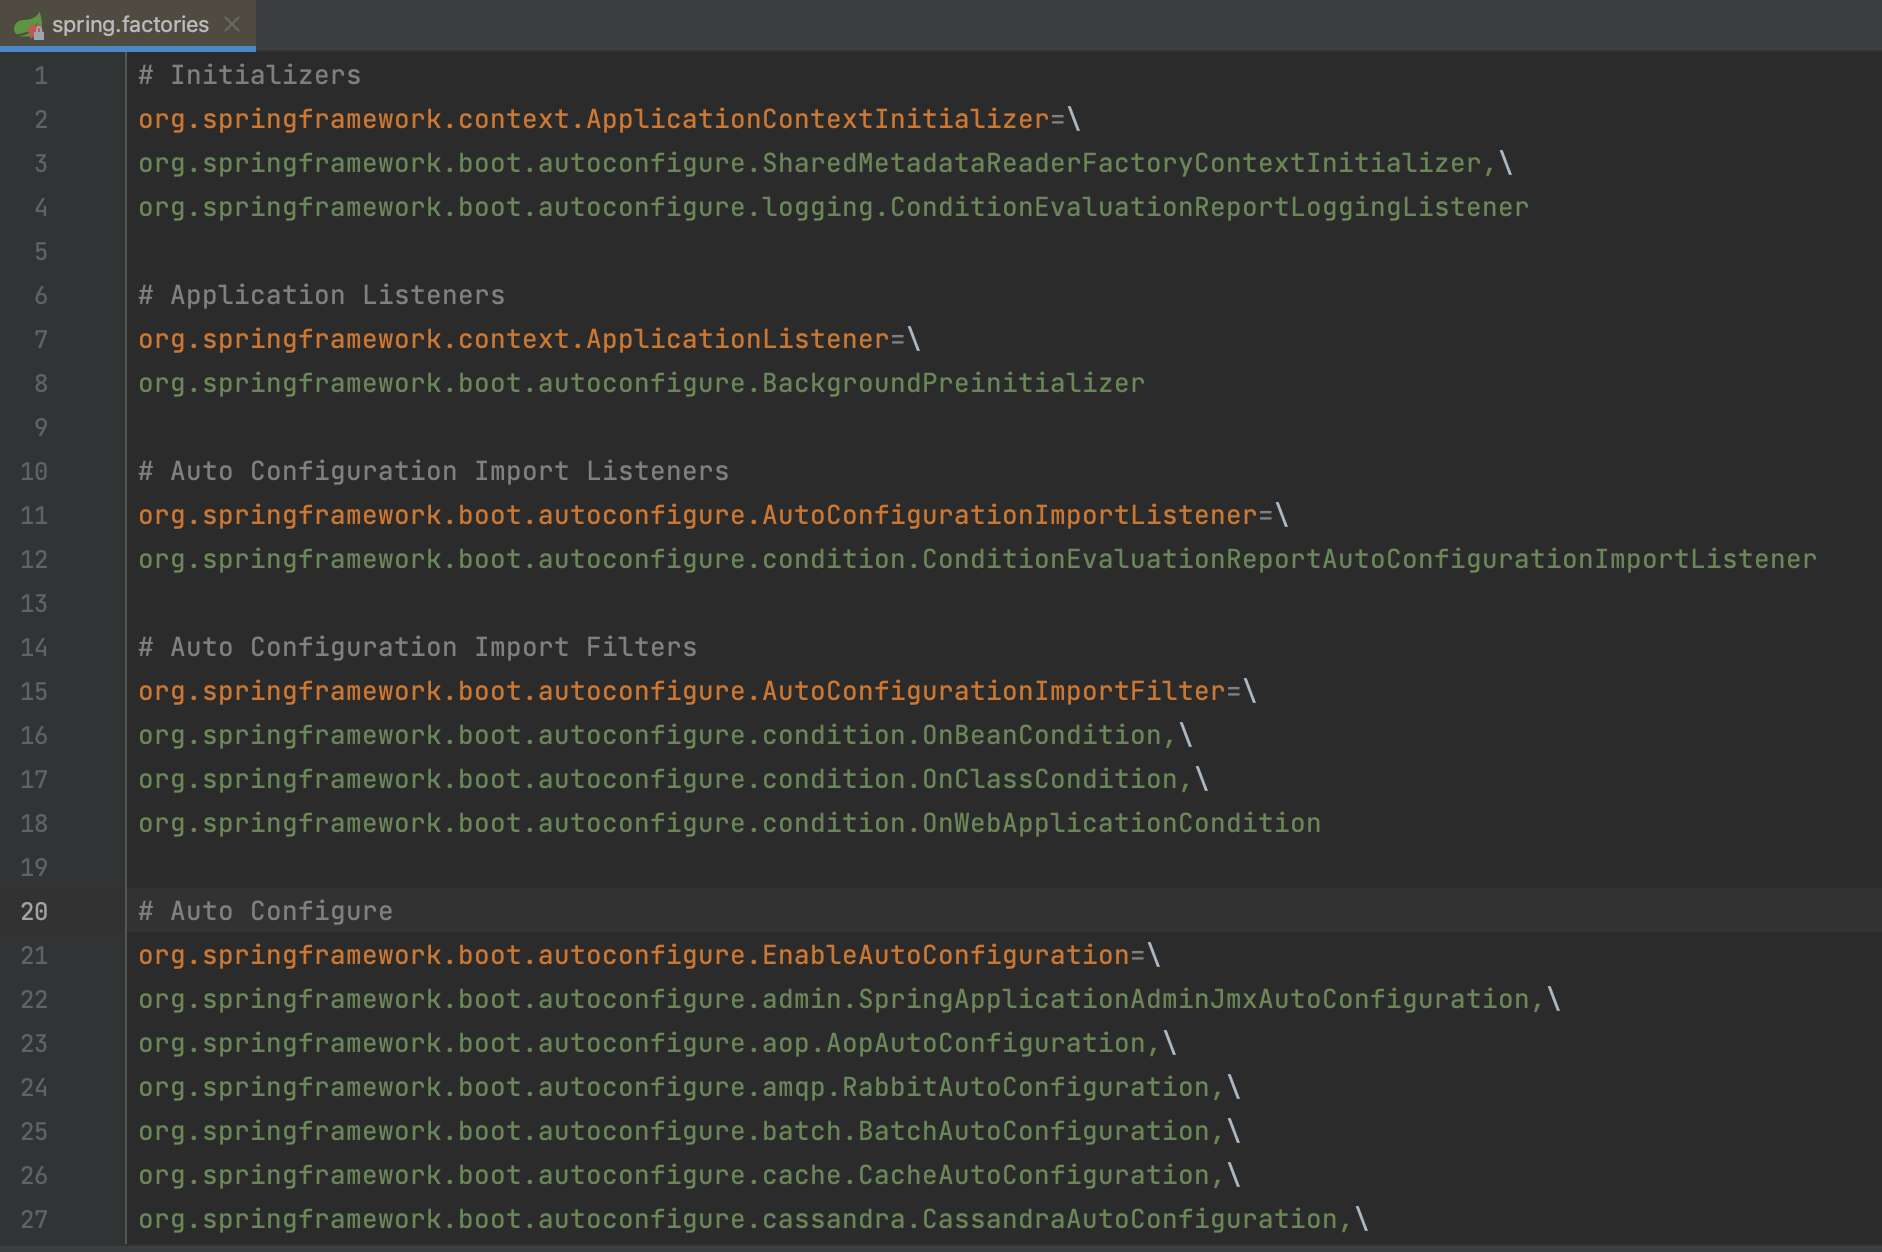 spring.factories
1 # Initializers
2 org.springframework.context.ApplicationContextInitializer=\
3 org.springframework.boot.autoconfigure.SharedMetadataReaderFactoryContextInitializer,\
4 org.springframework.boot.autoconfigure.logging.ConditionEvaluationReportLoggingListener
5
6 # Application Listeners
7 org.springframework.context.ApplicationListener=\
8 org.springframework.boot.autoconfigure.BackgroundPreinitializer
9
10 # Auto Configuration Import Listeners
11 org.springframework.boot.autoconfigure.AutoConfigurationImportListener=\
12 org.springframework.boot.autoconfigure.condition.ConditionEvaluationReportAutoConfigurationImportListener
13
14 # Auto Configuration Import Filters
15 org.springframework.boot.autoconfigure.AutoConfigurationImportFilter=\
16 org.springframework.boot.autoconfigure.condition.OnBeanCondition,\
17 org.springframework.boot.autoconfigure.condition.OnClassCondition,\
18 org.springframework.boot.autoconfigure.condition.OnWebApplicationCondition
19
20 # Auto Configure
21 org.springframework.boot.autoconfigure.EnableAutoConfiguration=\
22 org.springframework.boot.autoconfigure.admin.SpringApplicationAdminJmxAutoConfiguration,\
23 org.springframework.boot.autoconfigure.aop.AopAutoConfiguration,\
24 org.springframework.boot.autoconfigure.amqp.RabbitAutoConfiguration,\
25 org.springframework.boot.autoconfigure.batch.BatchAutoConfiguration,\
26 org.springframework.boot.autoconfigure.cache.CacheAutoConfiguration,\
27 org.springframework.boot.autoconfigure.cassandra.CassandraAutoConfiguration,\